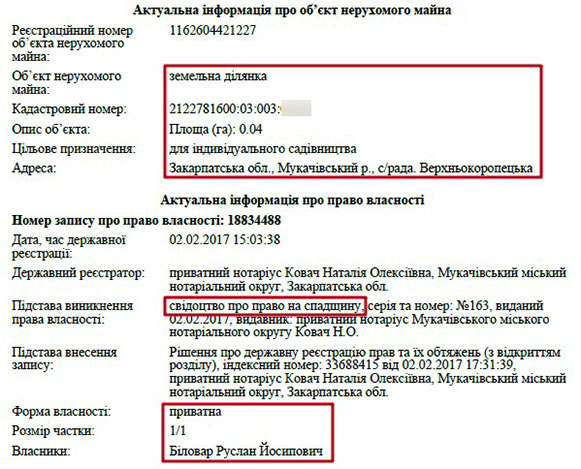 Актуальна інформація про об’єкт нерухомого майна
Реєстраційний номер об’єкта нерухомого майна: 1162604421227
Об’єкт нерухомого майна: земельна ділянка
Кадастровий номер: 2122781600:03:003:
Опис об’єкта: Площа (га): 0.04
Цільове призначення: для індивідуального садівництва
Адреса: Закарпатська обл., Мукачівський р., с/рада. Верхньокоропецька
Актуальна інформація про право власності
Номер запису про право власності: 18834488
Дата, час державної реєстрації: 02.02.2017 15:03:38
Державний реєстратор: приватний нотаріус Ковач Наталія Олексіївна, Мукачівський міський
нотаріальний округ, Закарпатська обл.
Підстава виникнення права власності: свідоцтво про право на спадщину, серія та номер: №163, виданий
02.02.2017, видавник: приватний нотаріус Мукачівського міського
нотаріального округу Ковач Н.О.
Підстава внесення запису: Рішення про державну реєстрацію прав та їх обтяжень (з відкриттям
розділу), індексний номер: 33688415 від 02.02.2017 17:31:39,
приватний нотаріус Ковач Наталія Олексіївна, Мукачівський міський
нотаріальний округ, Закарпатська обл.
Форма власності: приватна
Розмір частки: 1/1
Власники: Біловар Руслан Йосипович